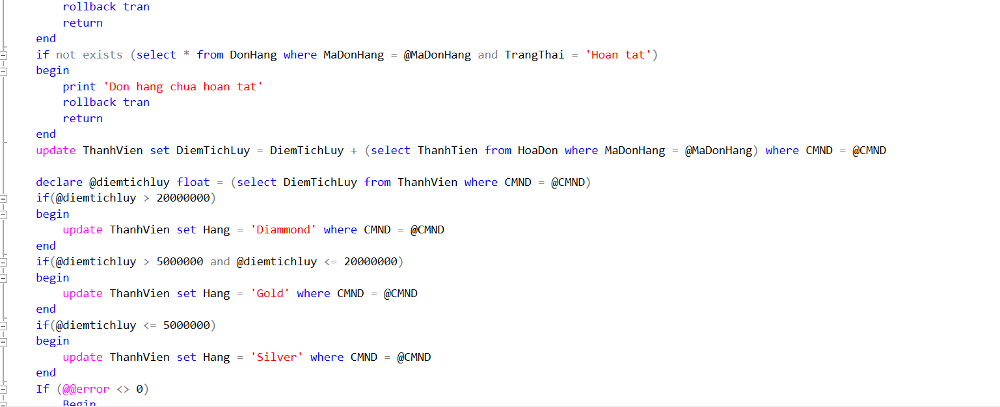 rollback tran
return
end
if not exists (select * from DonHang where MaDonHang = @MaDonHang and TrangThai = 'Hoan tat')
begin
print 'Don hang chua hoan tat'
rollback tran
return
end
update ThanhVien set DiemTichLuy = DiemTichLuy + (select ThanhTien from HoaDon where MaDonHang = @MaDonHang) where CMND = @CMND
declare @diemtichluy float = (select DiemTichLuy from ThanhVien where CMND = @CMND)
if(@diemtichluy > 20000000)
begin
update ThanhVien set Hang = 'Diammond' where CMND = @CMND
end
if(@diemtichluy > 5000000 and @diemtichluy <= 20000000)
begin
update ThanhVien set Hang = 'Gold' where CMND = @CMND
end
if(@diemtichluy <= 5000000)
begin
update ThanhVien set Hang = 'Silver' where CMND = @CMND
end
If (@@error <> 0)
Begin